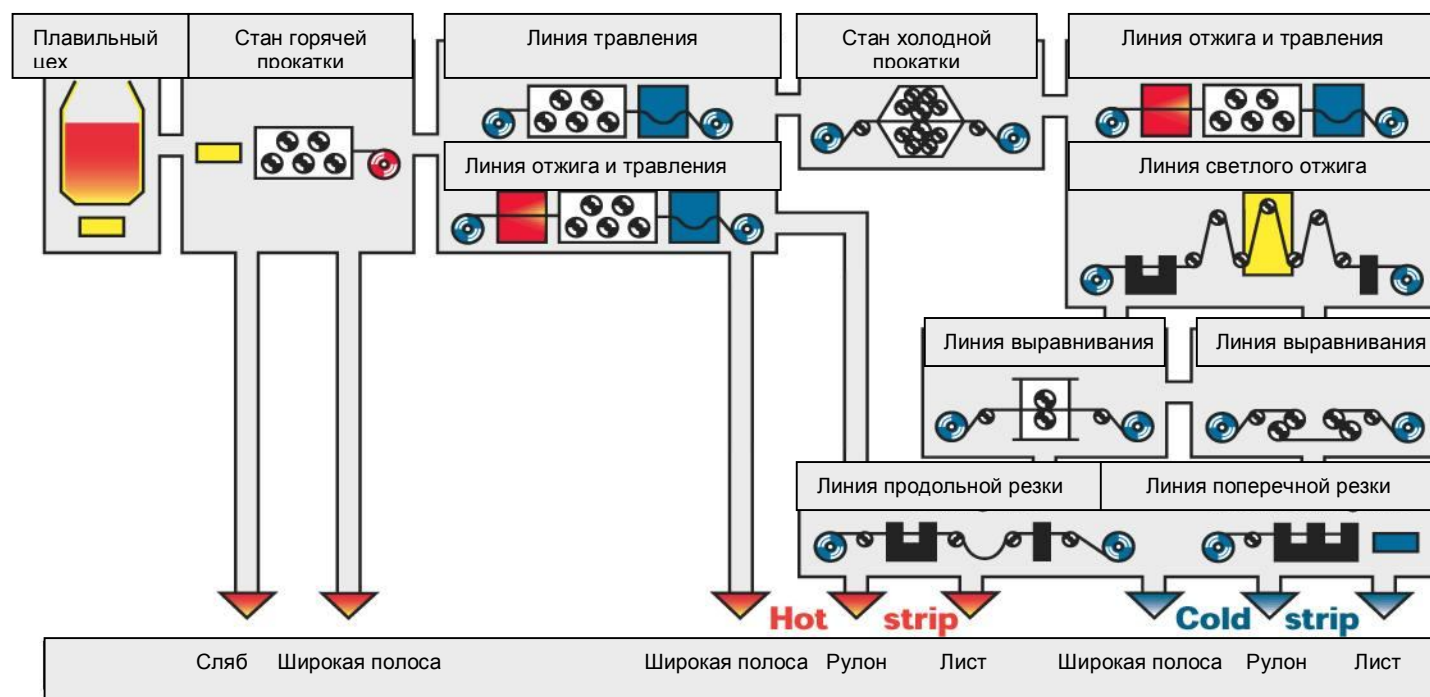 Плавильный
цех
Стан горячей
прокатки
Линия травления
Стан холодной
прокатки
Линия отжига и травления
Линия отжига и травления
Линия светлого отжига
Линия выравнивания
Линия выравнивания
Линия продольной резки
Линия поперечной резки
Hot strip
Cold strip
Сляб
Широкая полоса
Широкая полоса
Рулон
Лист
Широкая полоса
Рулон
Лист